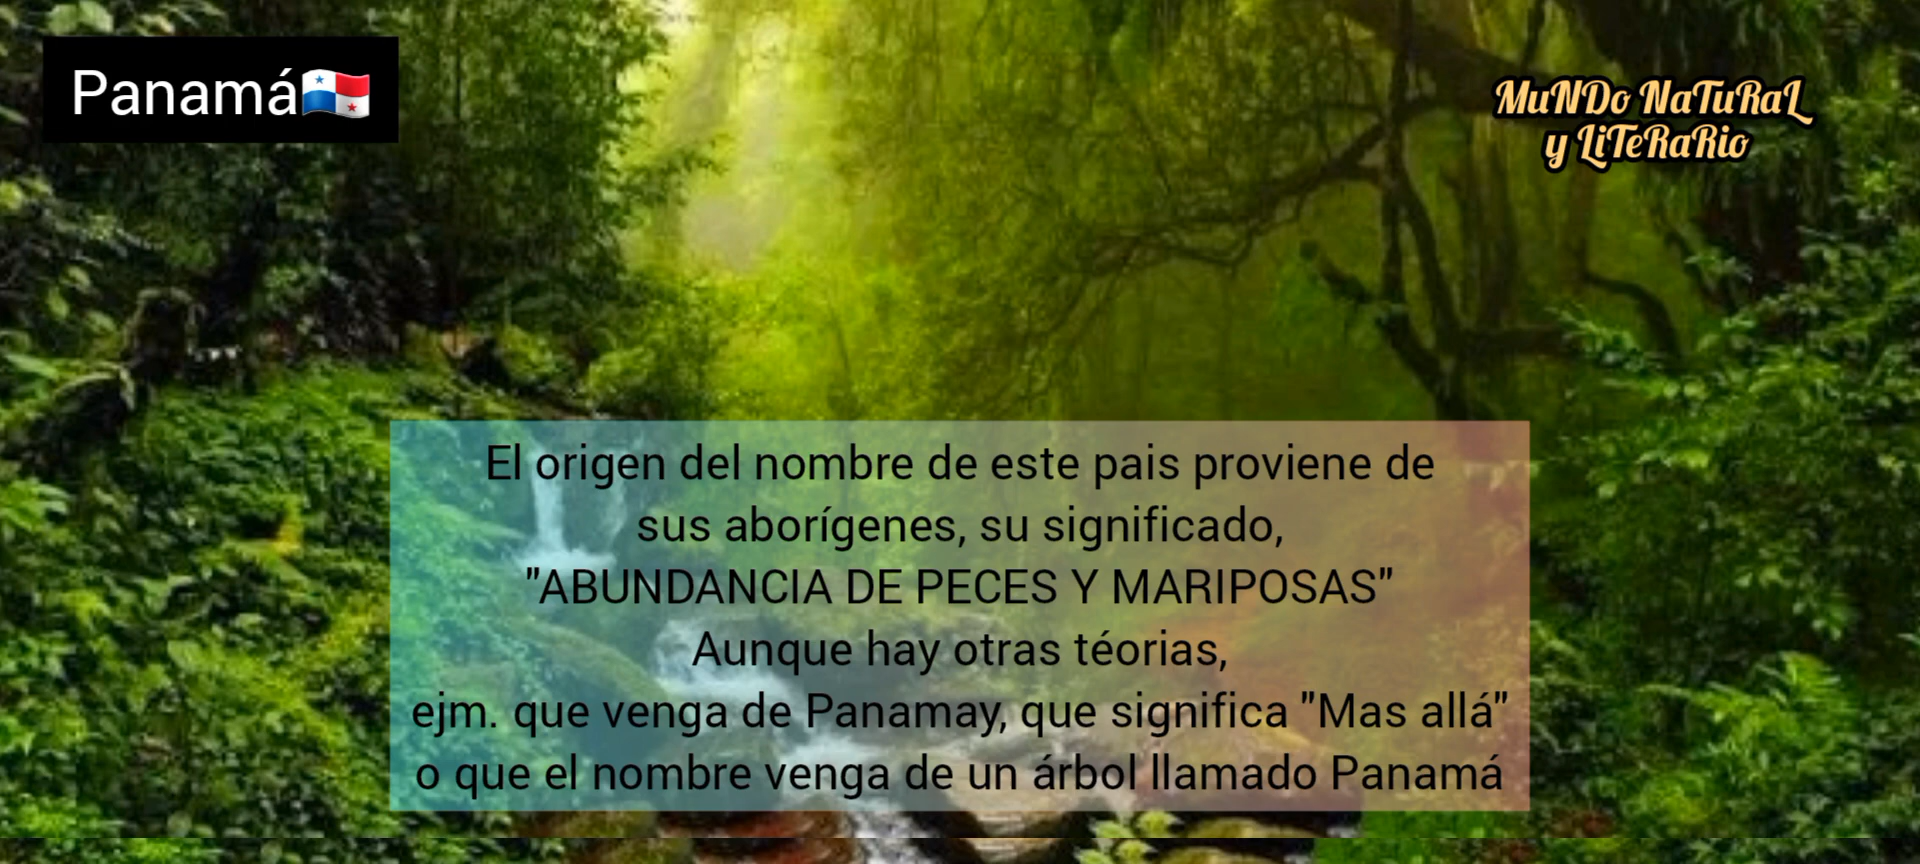 Panamá🇵🇦
MuNDo NaTuRaL
y LiTeRaRio
El origen del nombre de este pais proviene de
sus aborígenes, su significado,
"ABUNDANCIA DE PECES Y MARIPOSAS"
Aunque hay otras téorias,
ejm. que venga de Panamay, que significa "Mas allá"
o que el nombre venga de un árbol llamado Panamá